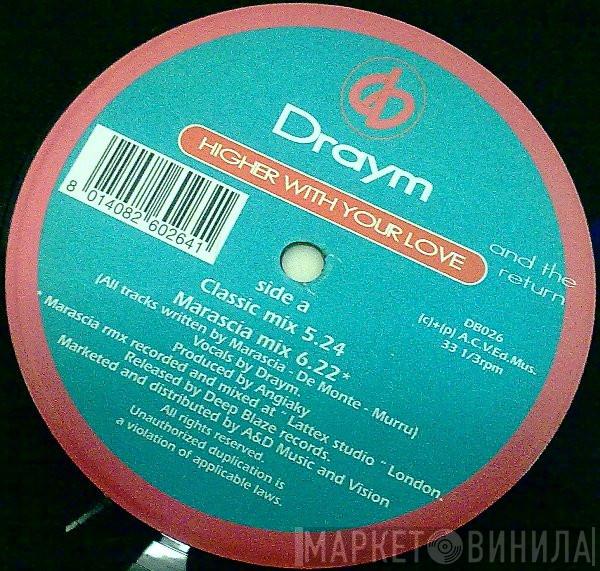 Draym
HIGHER WITH YOUR LOVE
and the
return
8 014082 602641
side a
Classic mix 5.24
Marascia mix 6.22*
(All tracks written by Marascia - De Monte - Murru)
Vocals by Draym.
Produced by Angiaky
* Marascia rmx recorded and mixed at " Lattex studio " London.
Released by Deep Blaze records.
Marketed and distributed by A&D Music and Vision
All rights reserved.
Unauthorized duplication is
a violation of applicable laws.
DB026
(c)+(p) A.C.V.Ed.Mus.
33 1/3rpm
МАРКЕТ ВИНИЛА